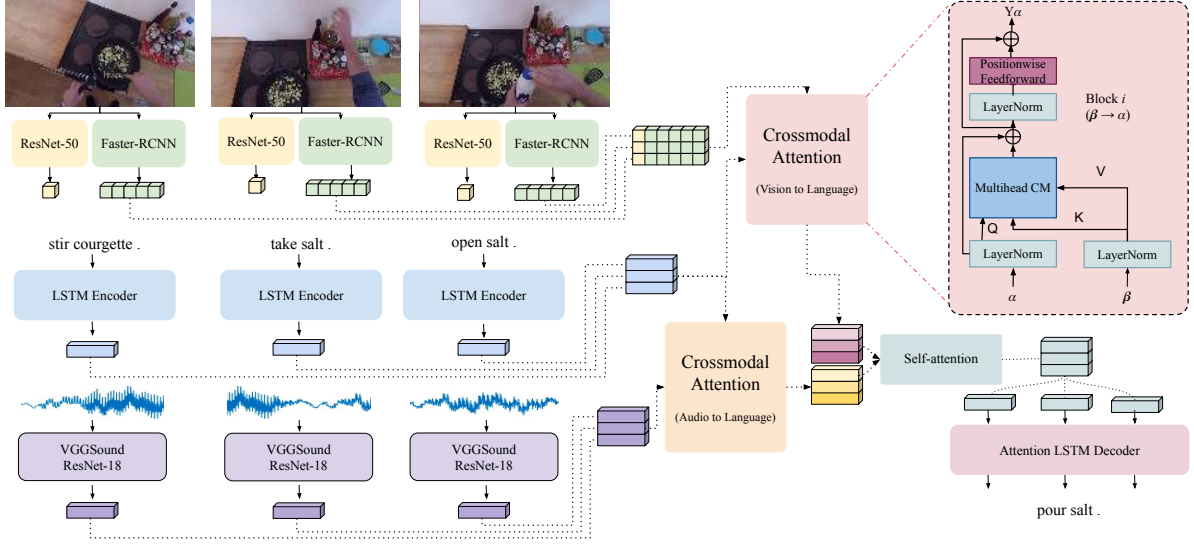 ResNet-50
Faster-RCNN
ResNet-50
Faster-RCNN
ResNet-50
Faster-RCNN
stir courgette .
take salt .
open salt .
LSTM Encoder
LSTM Encoder
LSTM Encoder
VGGSound
ResNet-18
VGGSound
ResNet-18
VGGSound
ResNet-18
Crossmodal
Attention
(Vision to Language)
Crossmodal
Attention
(Audio to Language)
Yα
Positionwise
Feedforward
LayerNorm
Block i
(β → α)
Multihead CM
V
Q
K
LayerNorm
LayerNorm
α
β
Self-attention
Attention LSTM Decoder
pour salt .